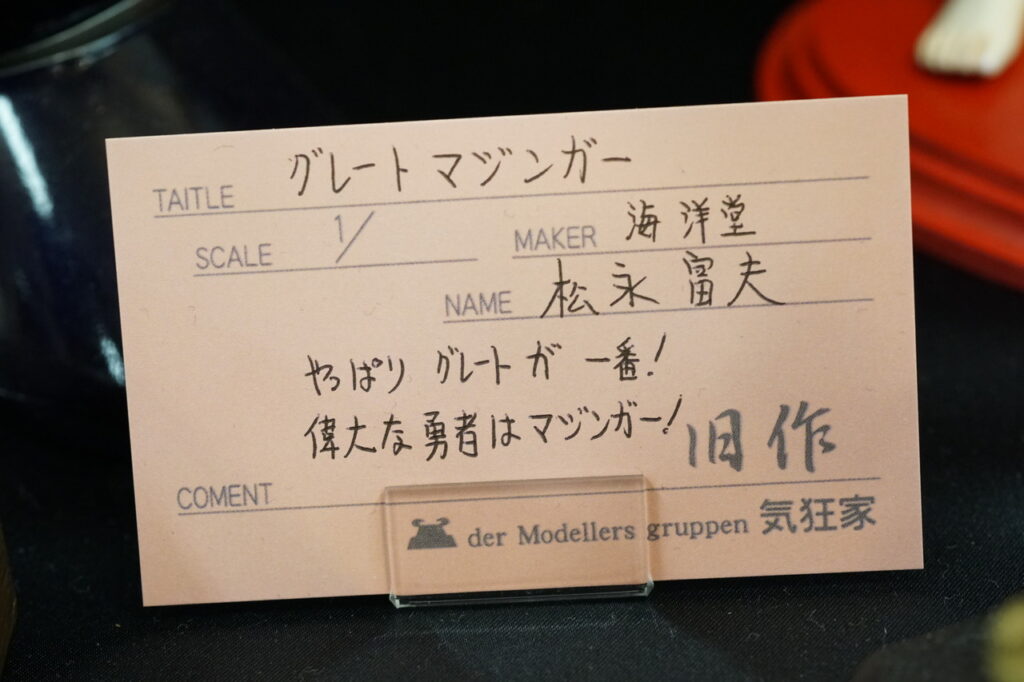 TAITLE グレートマジンガー
SCALE 1/
MAKER 海洋堂
NAME 松永富夫
やっぱりグレートが一番!
偉大な勇者はマジンガー!
旧作
COMENT
der Modellers gruppen 気狂家